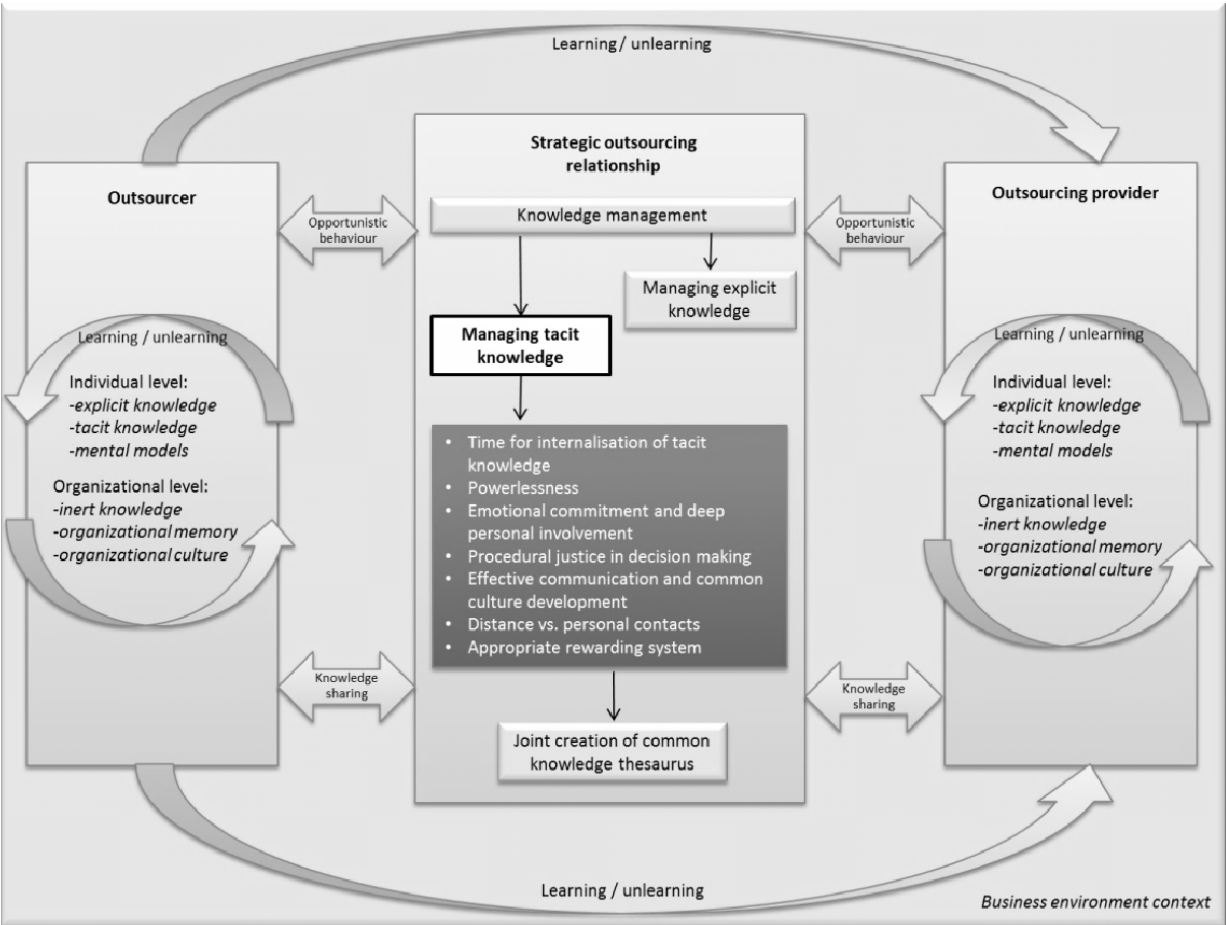 Learning / unlearning
Outsourcer
Opportunistic
behaviour
Learning / unlearning
Individual level:
-explicit knowledge
-tacit knowledge
-mental models
Organizational level:
-inert knowledge
-organizational memory
-organizational culture
Knowledge
sharing
Strategic outsourcing
relationship
Knowledge management
Managing explicit
knowledge
Managing tacit
knowledge
• Time for internalisation of tacit
knowledge
• Powerlessness
• Emotional commitment and deep
personal involvement
• Procedural justice in decision making
• Effective communication and common
culture development
• Distance vs. personal contacts
• Appropriate rewarding system
Joint creation of common
knowledge thesaurus
Opportunistic
behaviour
Knowledge
sharing
Outsourcing provider
Learning / unlearning
Individual level:
-explicit knowledge
-tacit knowledge
-mental models
Organizational level:
-inert knowledge
-organizational memory
-organizational culture
Learning / unlearning
Business environment context